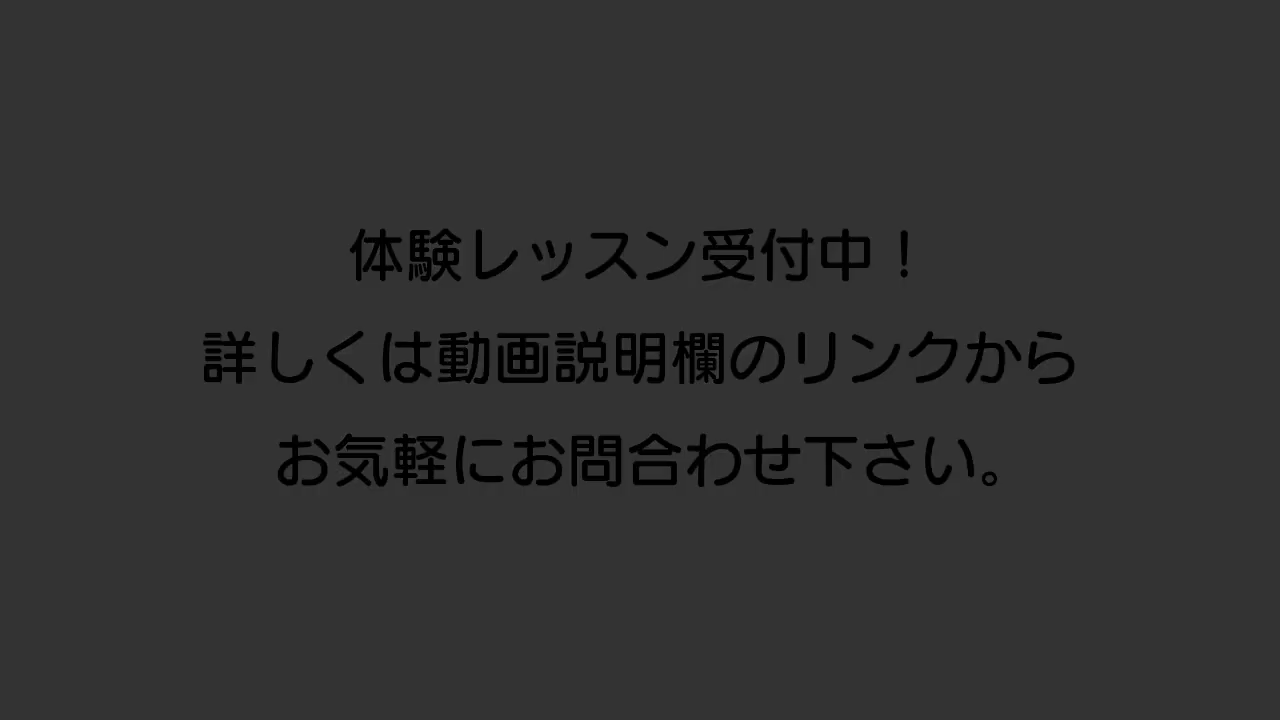 体験レッスン受付中！
詳しくは動画説明欄のリンクから
お気軽にお問合わせ下さい。